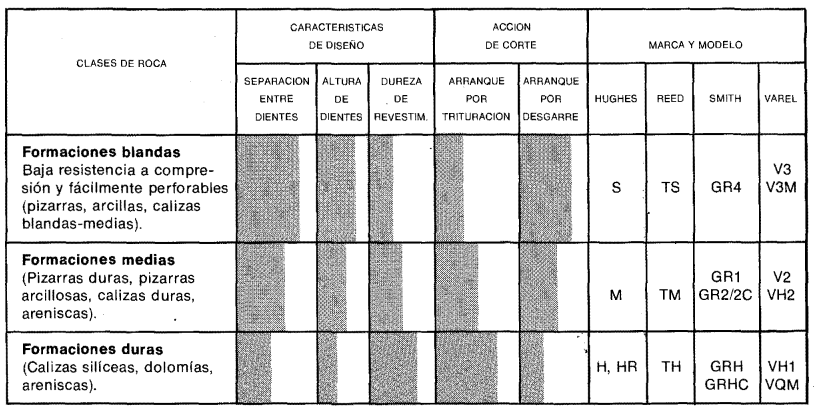 CLASES DE ROCA
CARACTERISTICAS
DE DISEÑO
ACCION
DE CORTE
MARCA Y MODELO
SEPARACION
ENTRE
DIENTES
ALTURA
DE
DIENTES
DUREZA
DE
REVESTIM.
ARRANQUE
POR
TRITURACION
ARRANQUE
POR
DESGARRE
HUGHES
REED
SMITH
VAREL
Formaciones blandas
Baja resistencia a compre-
sión y fácilmente perforables
(pizarras, arcillas, calizas
blandas-medias).
S
TS
GR4
V3
V3M
Formaciones medias
(Pizarras duras, pizarras
arcillosas, calizas duras,
areniscas).
M
TM
GR1
GR2/2C
V2
VH2
Formaciones duras
(Calizas silíceas, dolomías,
areniscas).
H, HR
TH
GRH
GRHC
VH1
VQM